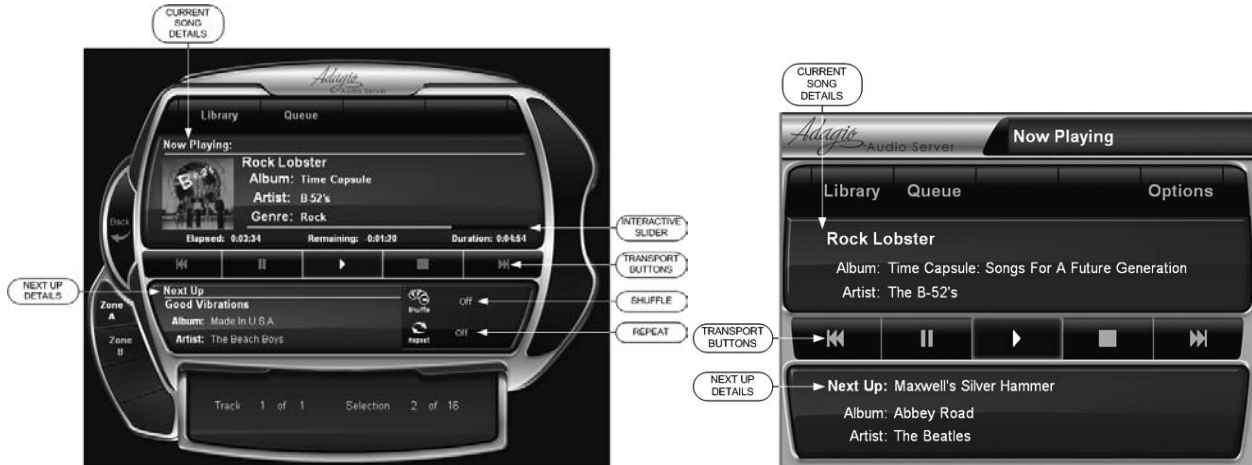 CURRENT
SONG
DETAILS
Adagio
Audio Server
Library Queue
Now Playing:
B-52's
Rock Lobster
Album: Time Capsule
Artist: B-52's
Genre: Rock
Elapsed: 0:03:34 Remaining: -0:01:20 Duration: 0:04:54
Back
INTERACTIVE
SLIDER
TRANSPORT
BUTTONS
NEXT UP
DETAILS
Next Up
Good Vibrations
Album: Made In U.S.A.
Artist: The Beach Boys
Shuffle Off
Repeat Off
SHUFFLE
REPEAT
Zone
A
Zone
B
Track 1 of 1 Selection 2 of 16
CURRENT
SONG
DETAILS
Adagio
Audio Server
Now Playing
Library Queue Options
Rock Lobster
Album: Time Capsule: Songs For A Future Generation
Artist: The B-52's
TRANSPORT
BUTTONS
NEXT UP
DETAILS
Next Up: Maxwell's Silver Hammer
Album: Abbey Road
Artist: The Beatles